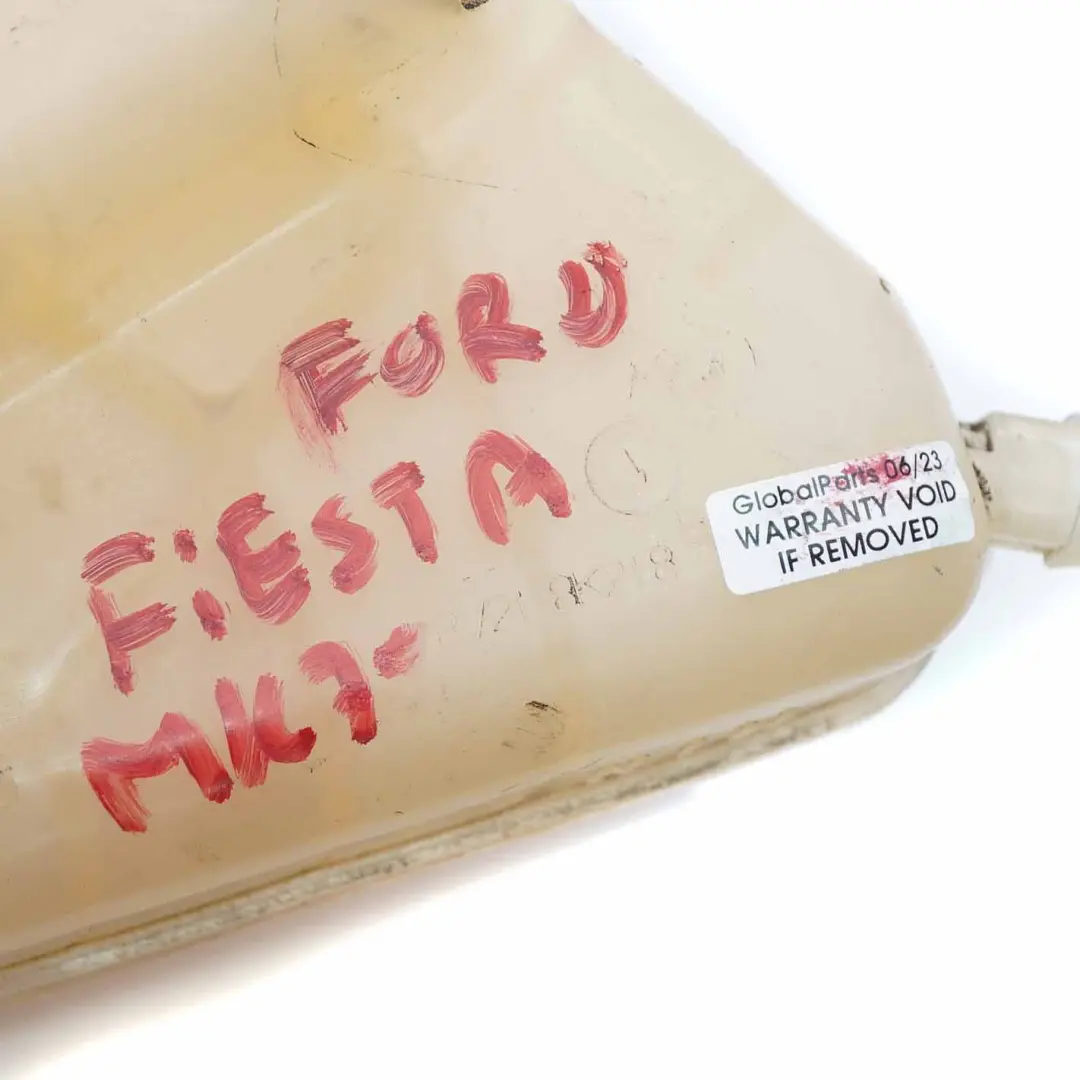 FORD
FiESTA
MK7-
GlobalParts 06/23
WARRANTY VOID
IF REMOVED